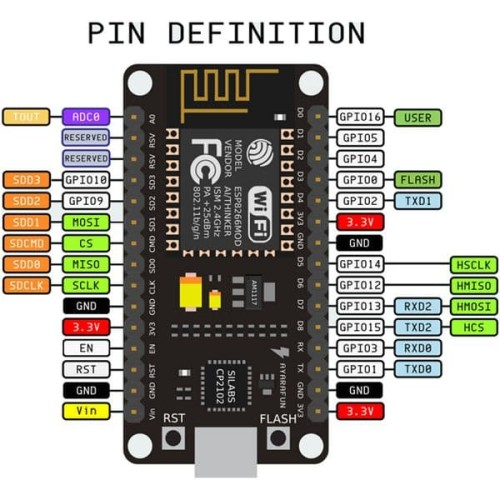 PIN DEFINITION
TOUT ADC0 A0 D0 GPIO16 USER
RESERVED RSV D1 GPIO5
RESERVED RSV D2 GPIO4
SDD3 GPIO10 SD3 D3 GPIO0 FLASH
SDD2 GPIO9 SD2 D4 GPIO2 TXD1
SDD1 MOSI SD1 3V3 3.3V
SDCMD CS CMD GND GND
SDD0 MISO SD0 D5 GPIO14 HSCLK
SDCLK SCLK CLK D6 GPIO12 HMISO
GND GND D7 GPIO13 RXD2 HMOSI
3.3V 3V3 D8 GPIO15 TXD2 HCS
EN EN RX GPIO3 RXD0
RST RST TX GPIO1 TXD0
GND GND GND GND
Vin Vin 3V3 3.3V
MODEL ESP8266MOD
VENDOR AI/THINKER
ISM 2.4GHz
PA +25dBm
802.11b/g/n
FC
Wi Fi
AM1117
SILABS
CP2102
AYARAFUN
RST FLASH